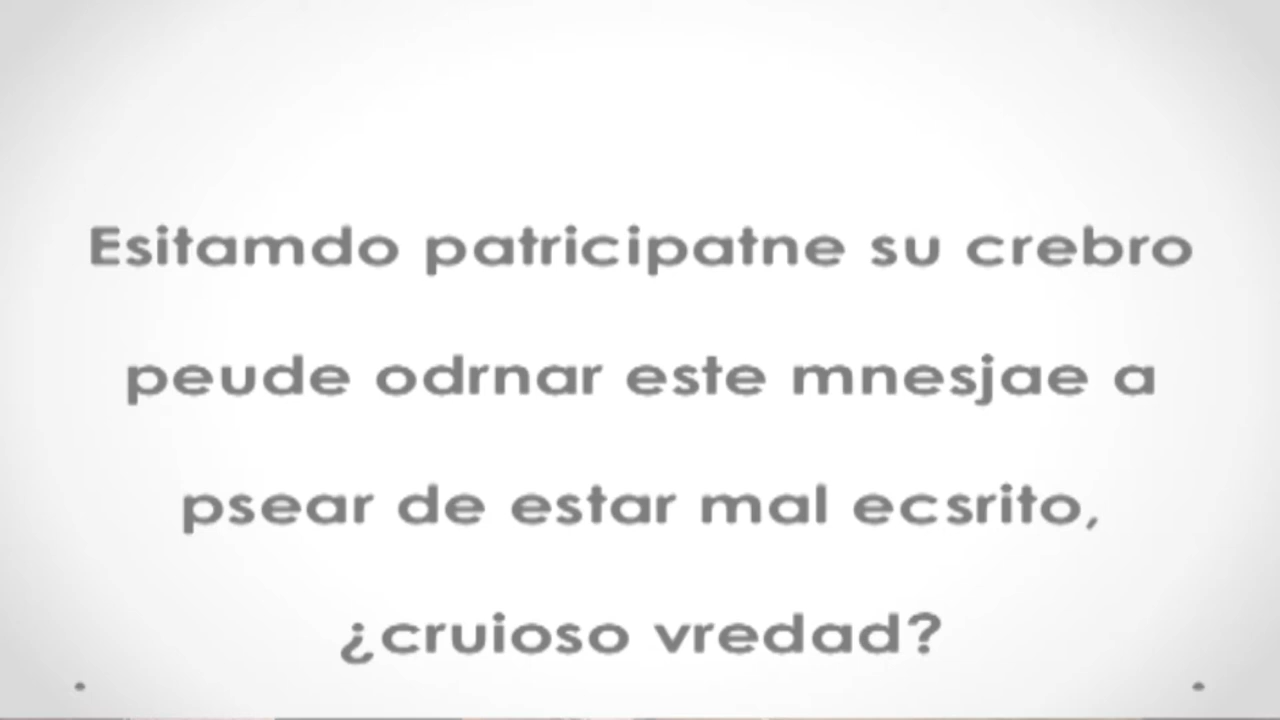 Esitamdo patricipatne su crebro
peude odrnar este mnesjae a
psear de estar mal ecsrito,
¿cruioso vredad?